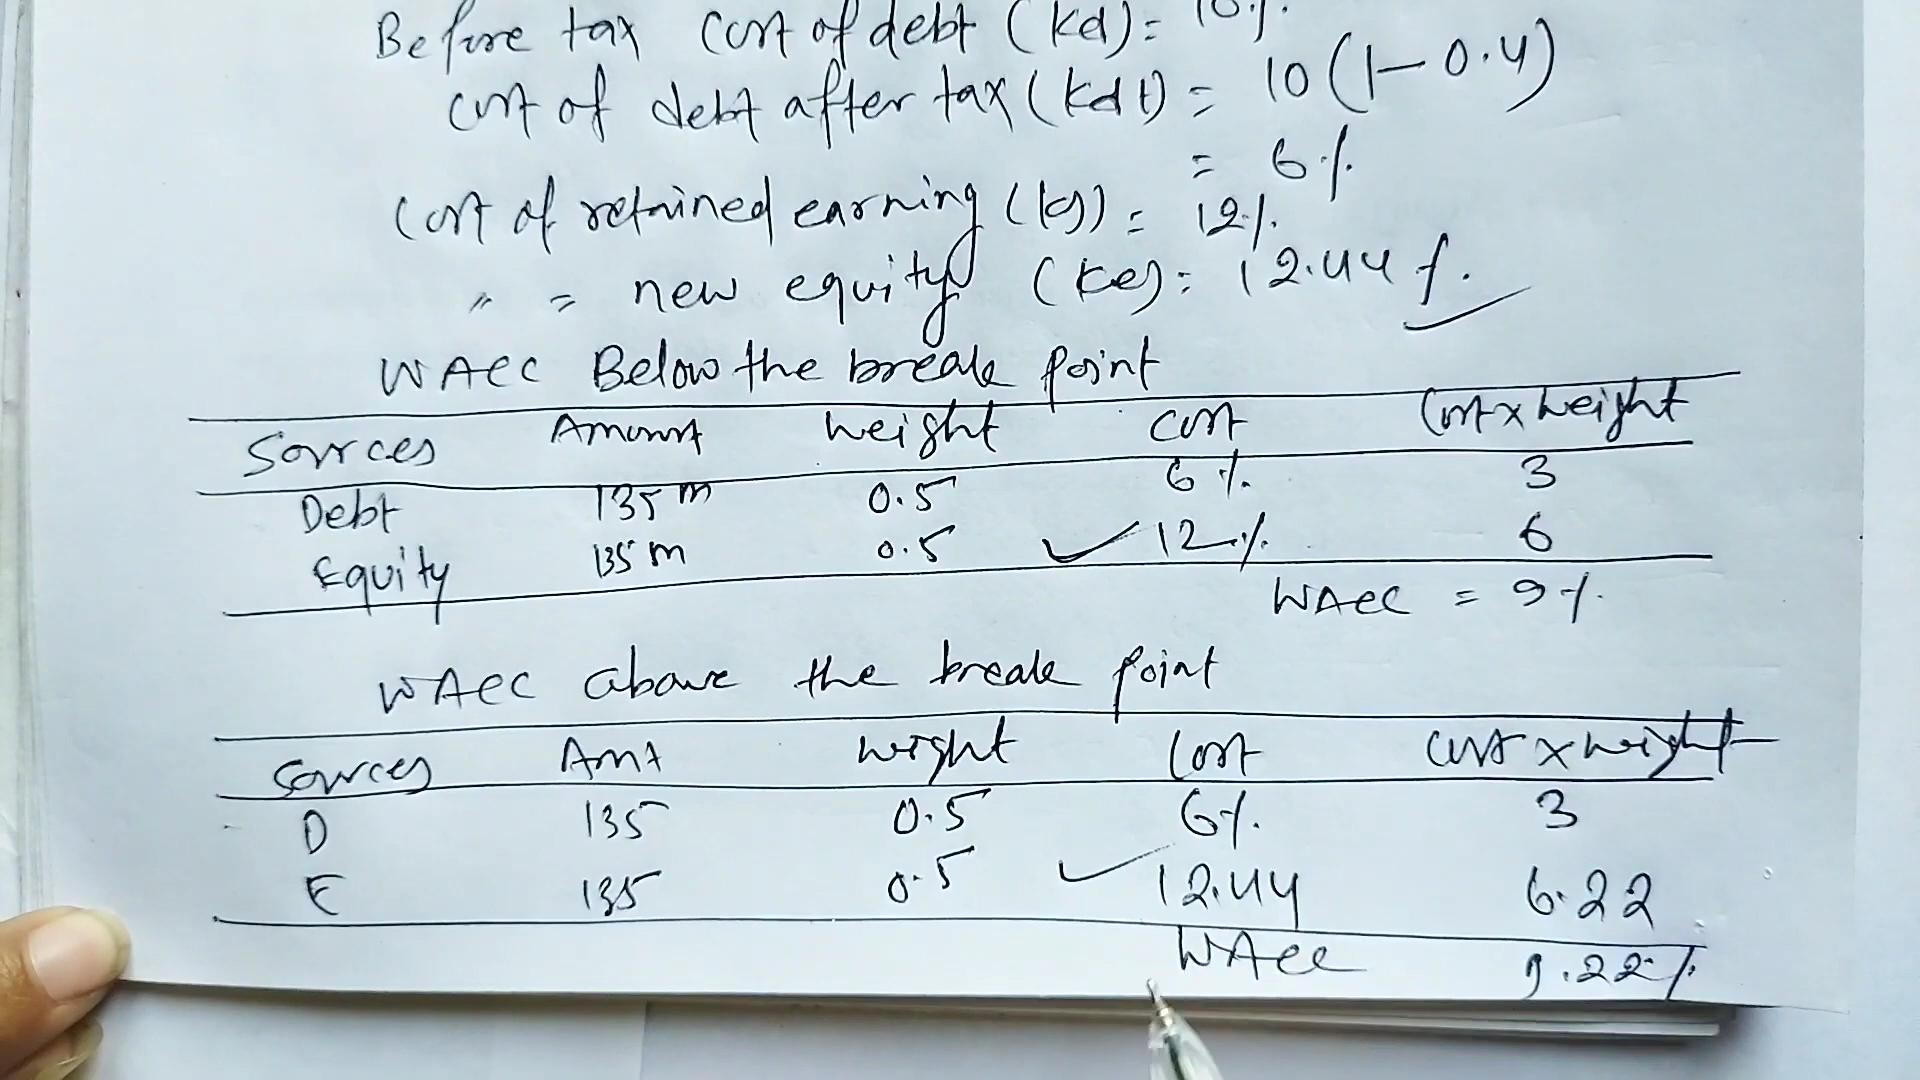 Before tax cost of debt (Kd) = 10%.
cost of debt after tax (Kdt) = 10 (1-0.4)
= 6%
Cost of retained earning (ks) = 12%.
" = new equity (Ke) = 12.44%.
WACC Below the break point
Sources Amount weight cost Cost x weight
Debt 135 m 0.5 6% 3
Equity 135 m 0.5 ✓ 12% 6
WACC = 9%.
WACC above the break point
Sources Amt weight Cost cost x weight
D 135 0.5 6%. 3
E 135 0.5 ✓ 12.44 6.22
WACC 9.22%